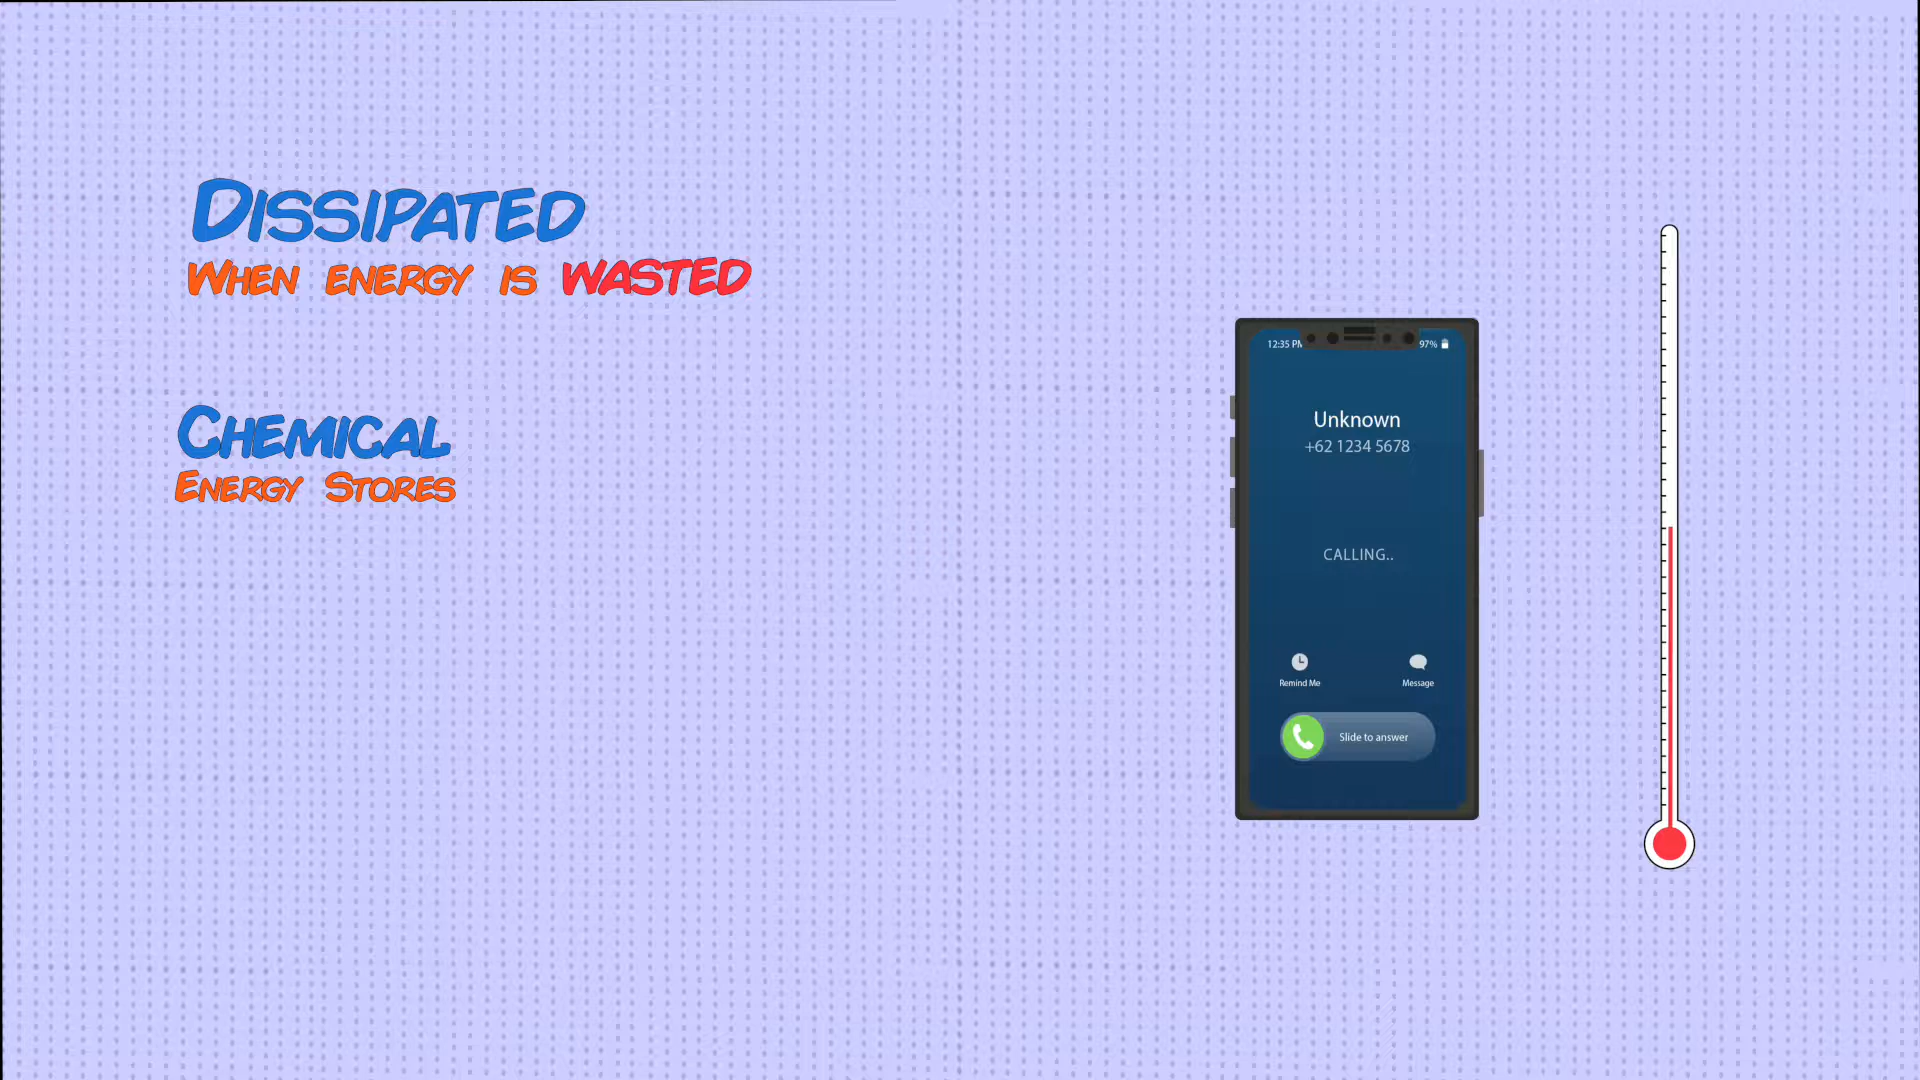 Dissipated
When energy is wasted
Chemical
Energy Stores
12:35 PM
97%
Unknown
+62 1234 5678
CALLING..
Remind Me
Message
Slide to answer